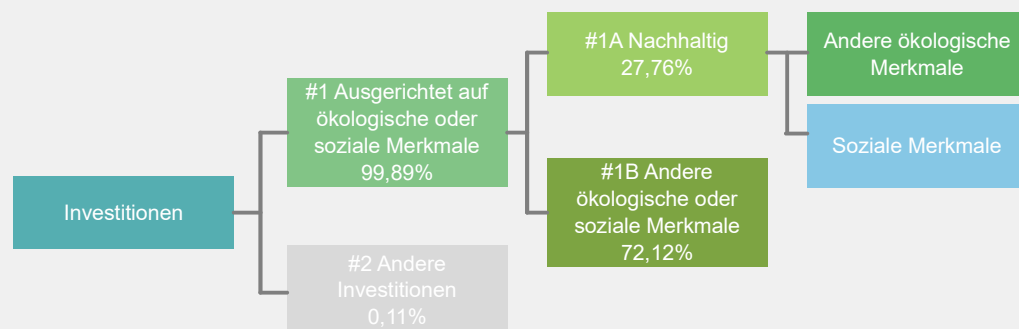 Investitionen
#1 Ausgerichtet auf
ökologische oder
soziale Merkmale
99,89%
#2 Andere
Investitionen
0,11%
#1A Nachhaltig
27,76%
#1B Andere
ökologische oder
soziale Merkmale
72,12%
Andere ökologische
Merkmale
Soziale Merkmale